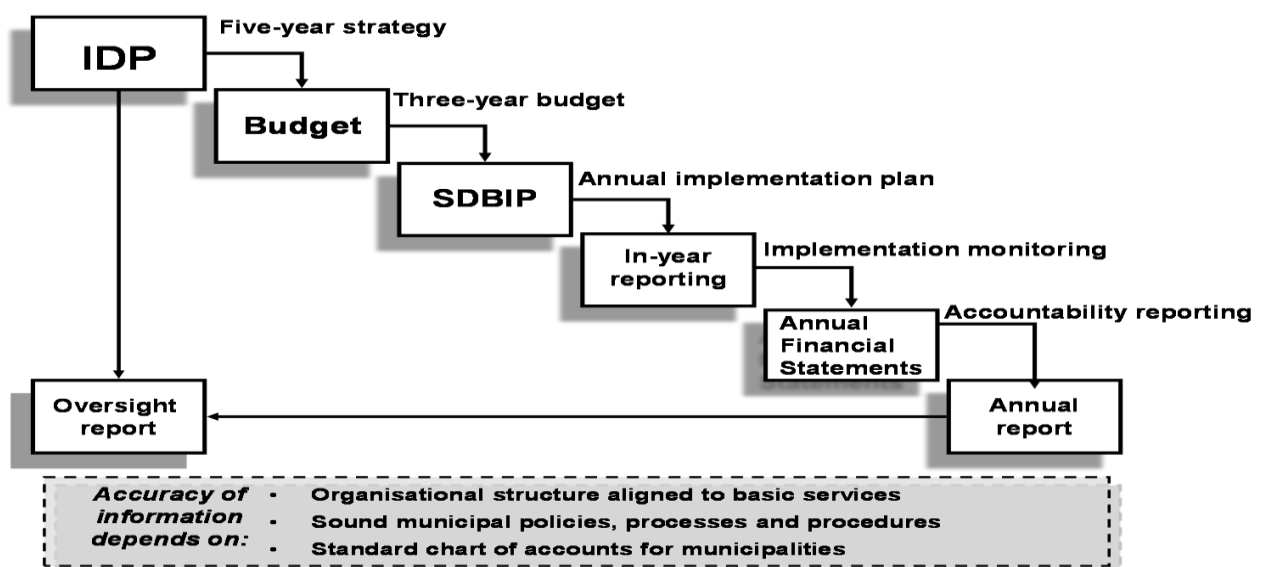 IDP
Five-year strategy
Budget
Three-year budget
SDBIP
Annual implementation plan
In-year
reporting
Implementation monitoring
Annual
Financial
Statements
Accountability reporting
Annual
report
Oversight
report
Accuracy of
information
depends on:
• Organisational structure aligned to basic services
• Sound municipal policies, processes and procedures
• Standard chart of accounts for municipalities